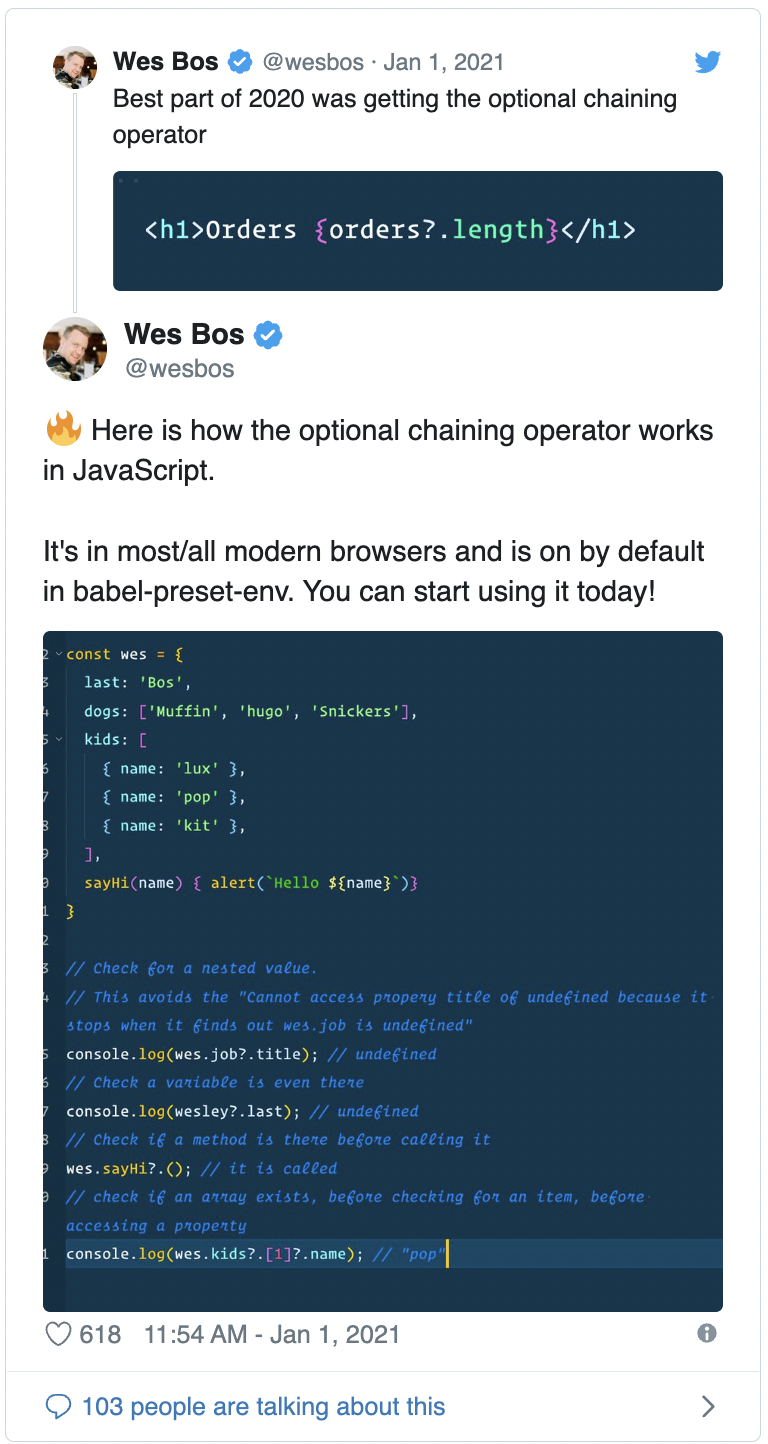 Wes Bos @wesbos · Jan 1, 2021
Best part of 2020 was getting the optional chaining
operator
<h1>Orders {orders?.length}</h1>
Wes Bos
@wesbos
🔥 Here is how the optional chaining operator works
in JavaScript.
It's in most/all modern browsers and is on by default
in babel-preset-env. You can start using it today!
2 const wes = {
3 last: 'Bos',
4 dogs: ['Muffin', 'hugo', 'Snickers'],
5 kids: [
6 { name: 'lux' },
7 { name: 'pop' },
8 { name: 'kit' },
9 ],
0 sayHi(name) { alert(`Hello ${name}`)}
1 }
2
3 // Check for a nested value.
4 // This avoids the "Cannot access propery title of undefined because it
stops when it finds out wes.job is undefined"
5 console.log(wes.job?.title); // undefined
6 // Check a variable is even there
7 console.log(wesley?.last); // undefined
8 // Check if a method is there before calling it
9 wes.sayHi?.(); // it is called
0 // check if an array exists, before checking for an item, before
accessing a property
1 console.log(wes.kids?.[1]?.name); // "pop"
618 11:54 AM - Jan 1, 2021
103 people are talking about this